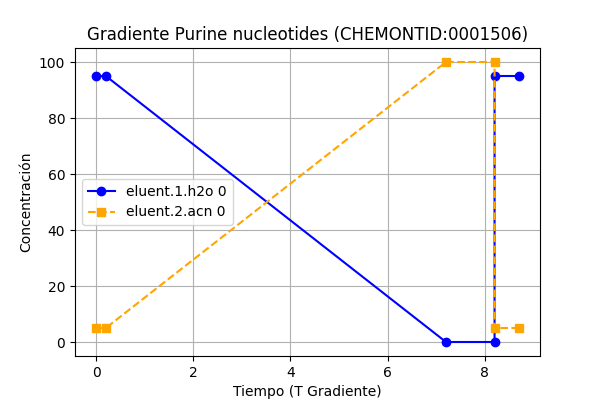 Gradiente Purine nucleotides (CHEMONTID:0001506)
100
80
60
40
20
0
Concentración
eluent.1.h2o 0
eluent.2.acn 0
0 2 4 6 8
Tiempo (T Gradiente)